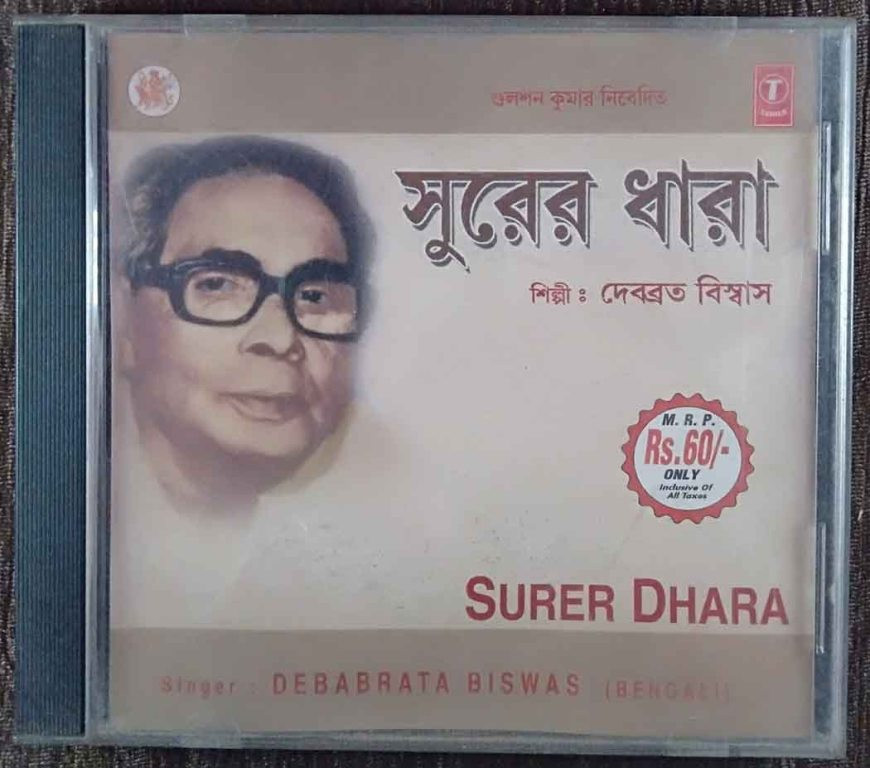 গুলশন কুমার নিবেদিত
T
সুরের ধারা
শিল্পী ঃ দেবব্রত বিস্বাস
M. R. P.
Rs.60/-
ONLY
Inclusive Of
All Taxes
SURER DHARA
Singer : DEBABRATA BISWAS (BENGALI)